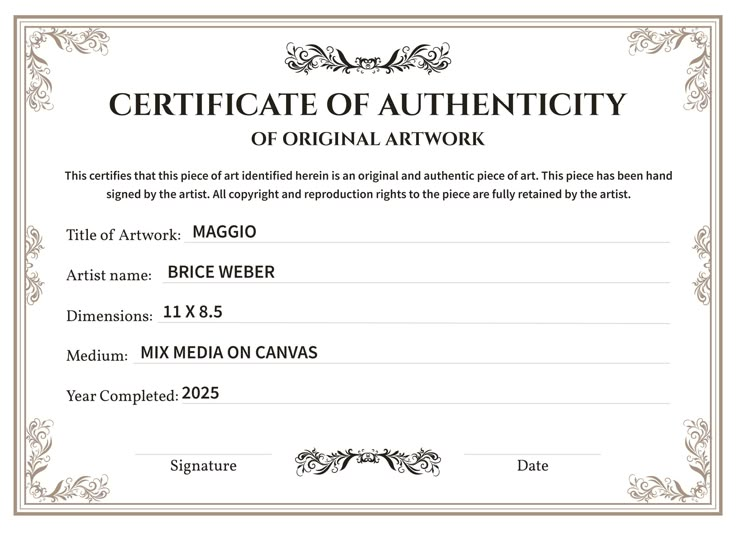 CERTIFICATE OF AUTHENTICITY
OF ORIGINAL ARTWORK
This certifies that this piece of art identified herein is an original and authentic piece of art. This piece has been hand
signed by the artist. All copyright and reproduction rights to the piece are fully retained by the artist.
Title of Artwork: MAGGIO
Artist name: BRICE WEBER
Dimensions: 11 X 8.5
Medium: MIX MEDIA ON CANVAS
Year Completed: 2025
Signature Date